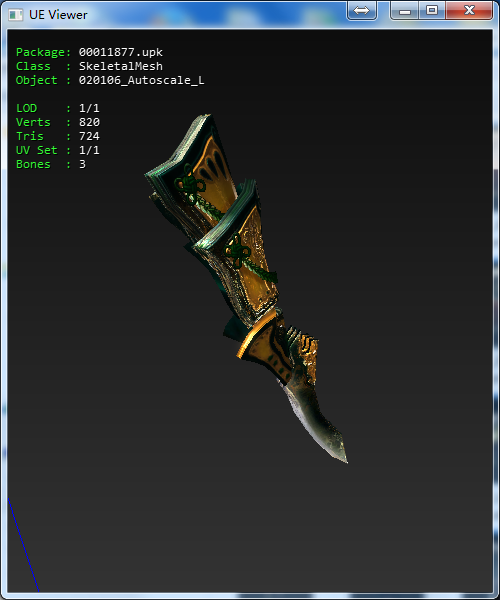 UE Viewer
Package: 00011877.upk
Class : SkeletalMesh
Object : 020106_Autoscale_L
LOD : 1/1
Verts : 820
Tris : 724
UV Set : 1/1
Bones : 3